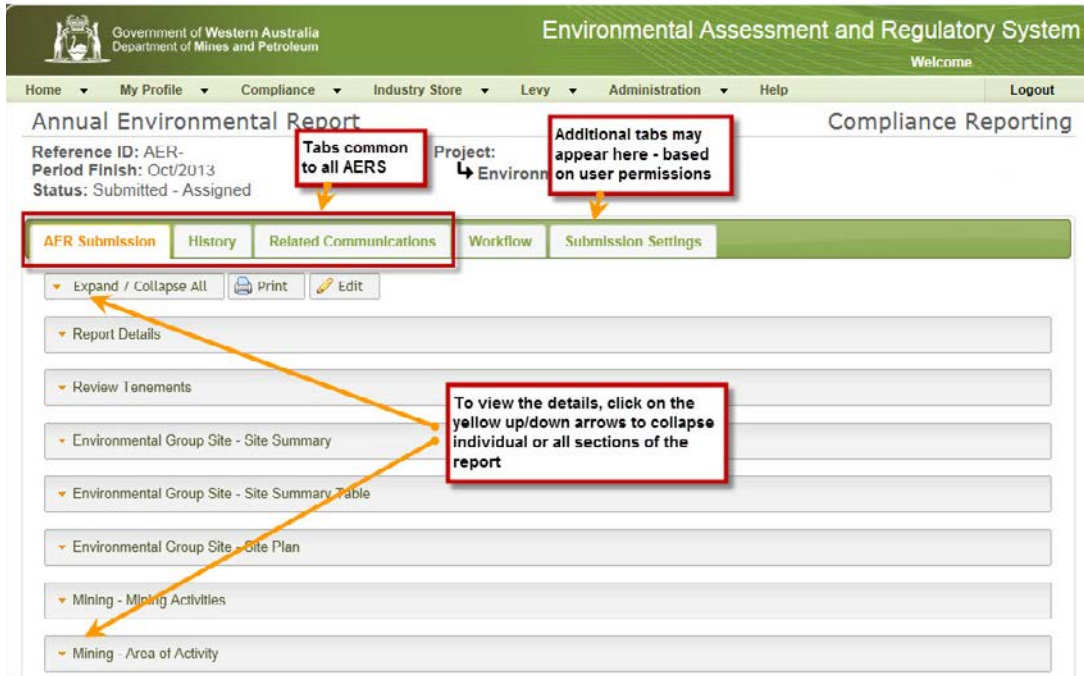 Government of Western Australia
Department of Mines and Petroleum
Environmental Assessment and Regulatory System
Welcome
Home My Profile Compliance Industry Store Levy Administration Help Logout
Annual Environmental Report
Compliance Reporting
Reference ID: AER-
Period Finish: Oct/2013
Status: Submitted - Assigned
Tabs common
to all AERS
Project:
Environm
Additional tabs may
appear here - based
on user permissions
AER Submission History Related Communications Workflow Submission Settings
Expand / Collapse All Print Edit
Report Details
Review Tenements
Environmental Group Site - Site Summary
To view the details, click on the
yellow up/down arrows to collapse
individual or all sections of the
report
Environmental Group Site - Site Summary Table
Environmental Group Site - Site Plan
Mining - Mining Activities
Mining - Area of Activity